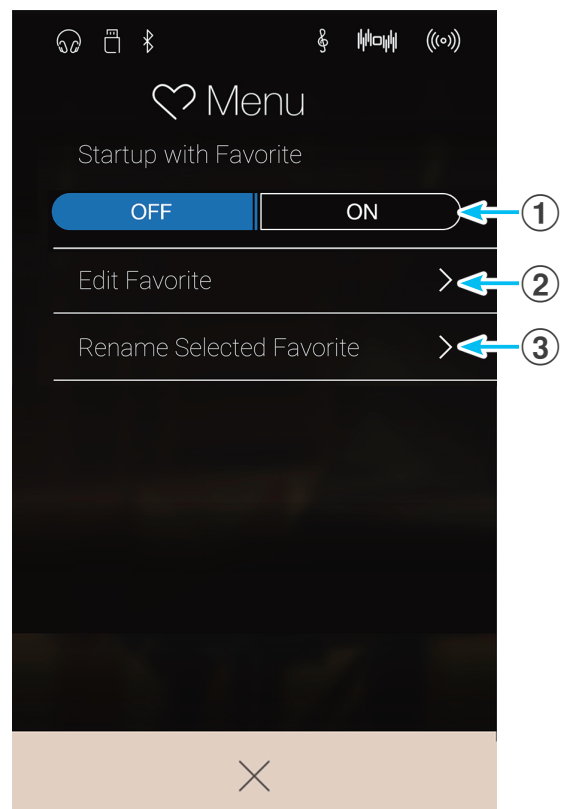 Menu
Startup with Favorite
OFF ON 1
Edit Favorite 2
Rename Selected Favorite 3